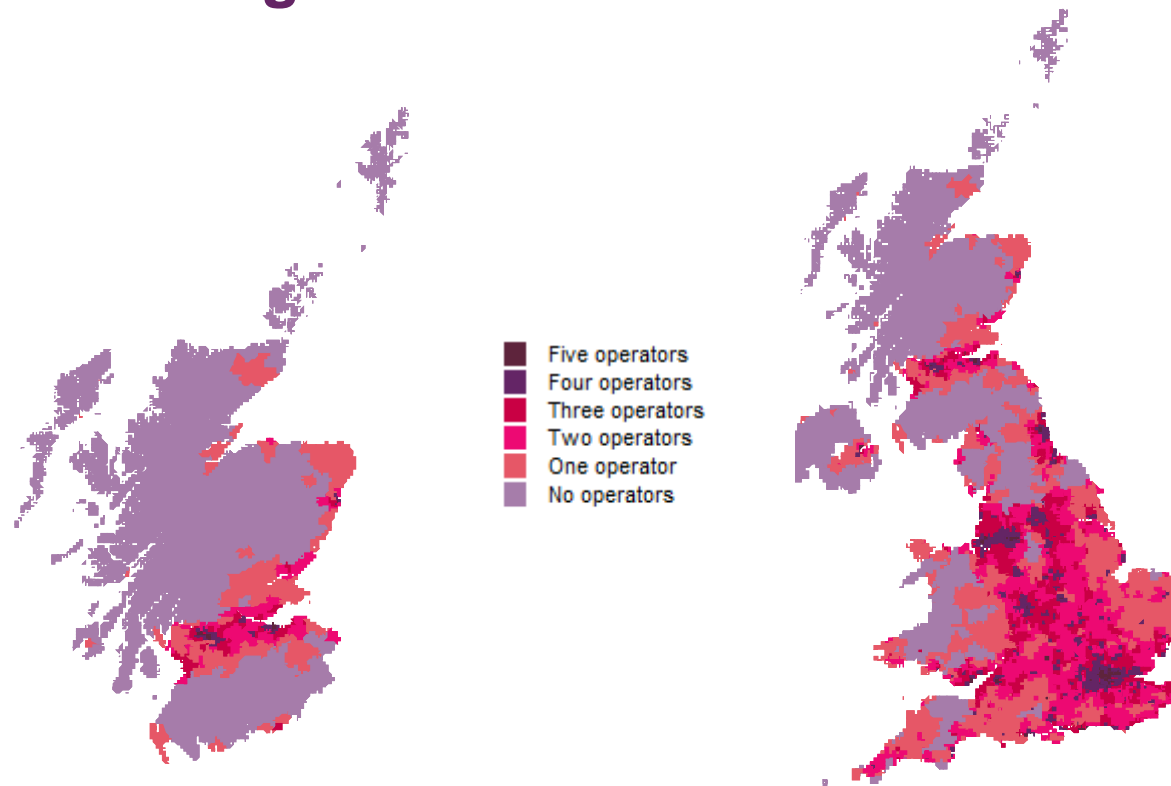 Five operators
Four operators
Three operators
Two operators
One operator
No operators